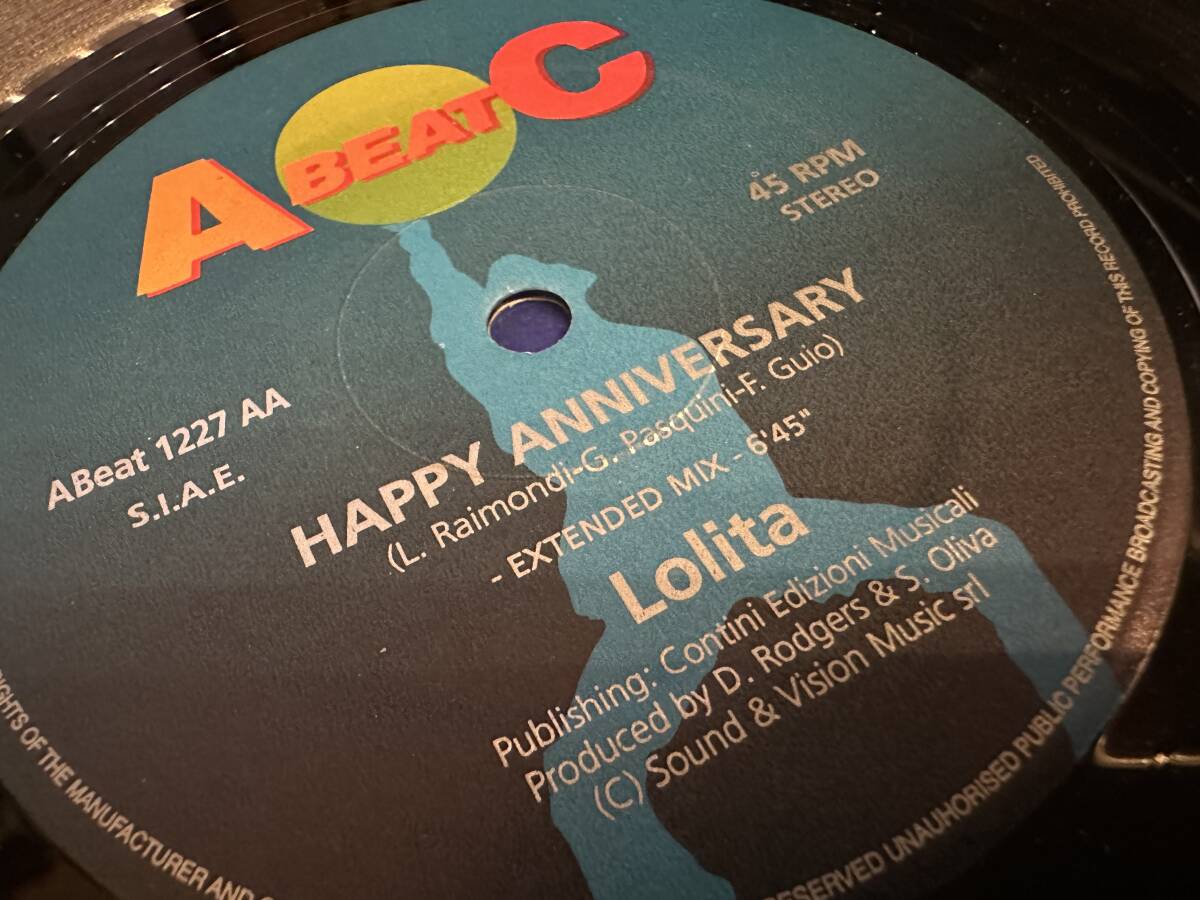 A BEAT C
45 RPM
STEREO
ABeat 1227 AA
S.I.A.E.
HAPPY ANNIVERSARY
(L. Raimondi-G. Pasquini-F. Guio)
- EXTENDED MIX - 6'45"
Lolita
Publishing: Contini Edizioni Musicali
Produced by D. Rodgers & S. Oliva
(C) Sound & Vision Music srl
OF THE MANUFACTURER AND
UNAUHORISED PUBLIC PERFORMANCE BROADCASTING AND COPYING OF THIS RECORD PROHIBITED